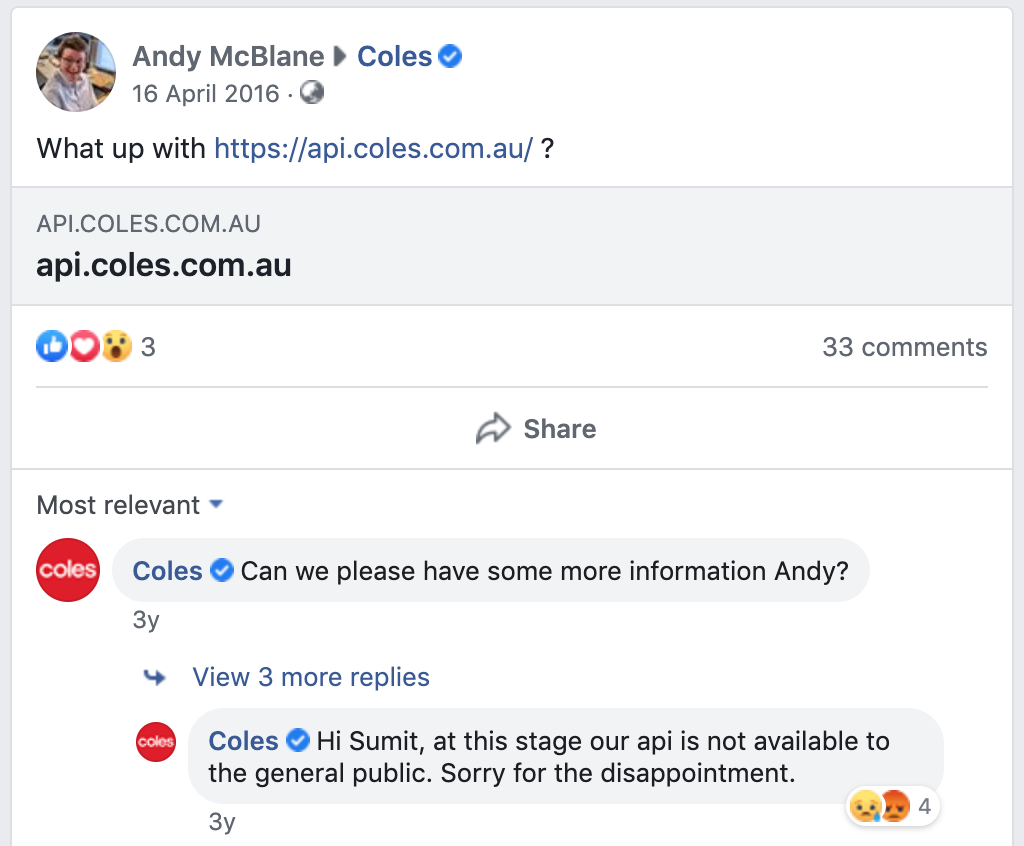 Andy McBlane Coles
16 April 2016 ·
What up with https://api.coles.com.au/ ?
API.COLES.COM.AU
api.coles.com.au
3
33 comments
Share
Most relevant
coles
Coles Can we please have some more information Andy?
3y
View 3 more replies
coles
Coles Hi Sumit, at this stage our api is not available to
the general public. Sorry for the disappointment.
4
3y